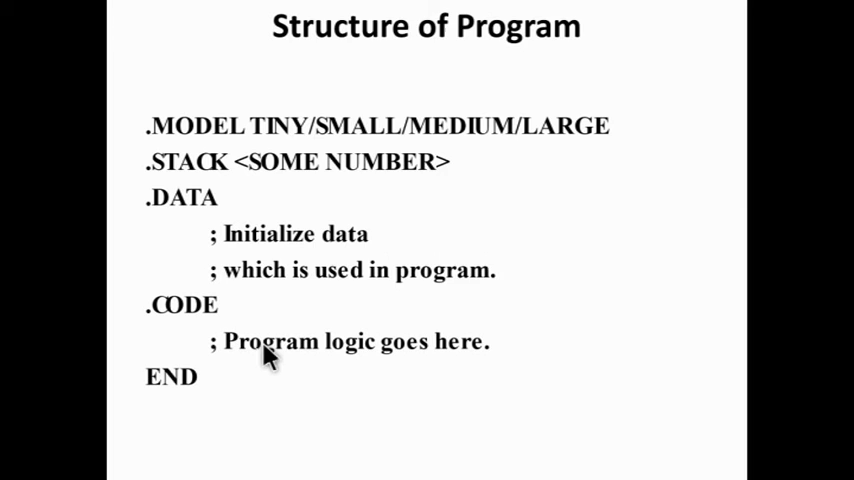 Structure of Program
.MODEL TINY/SMALL/MEDIUM/LARGE
.STACK <SOME NUMBER>
.DATA
; Initialize data
; which is used in program.
.CODE
; Program logic goes here.
END